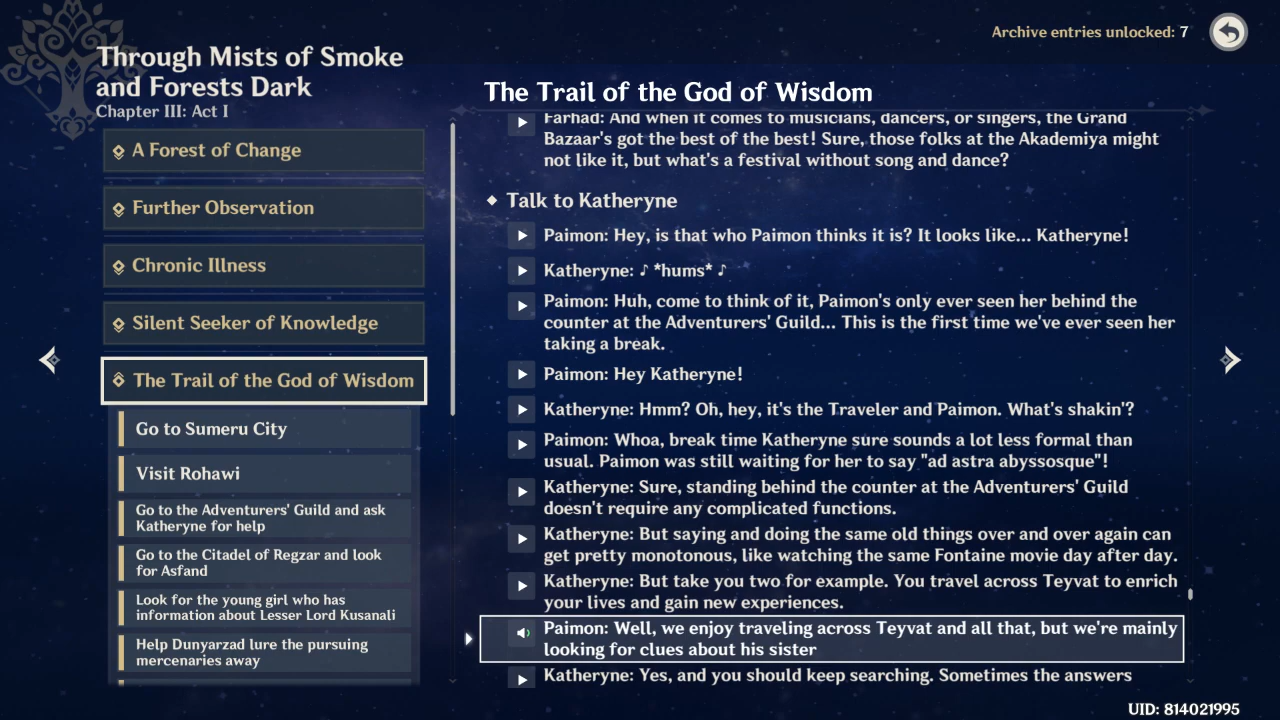 Archive entries unlocked: 7
Through Mists of Smoke
and Forests Dark
Chapter III: Act I
A Forest of Change
Further Observation
Chronic Illness
Silent Seeker of Knowledge
The Trail of the God of Wisdom
Go to Sumeru City
Visit Rohawi
Go to the Adventurers' Guild and ask
Katheryne for help
Go to the Citadel of Regzar and look
for Asfand
Look for the young girl who has
information about Lesser Lord Kusanali
Help Dunyarzad lure the pursuing
mercenaries away
The Trail of the God of Wisdom
Farhad: And when it comes to musicians, dancers, or singers, the Grand
Bazaar's got the best of the best! Sure, those folks at the Akademiya might
not like it, but what's a festival without song and dance?
Talk to Katheryne
Paimon: Hey, is that who Paimon thinks it is? It looks like... Katheryne!
Katheryne: ♪ *hums* ♪
Paimon: Huh, come to think of it, Paimon's only ever seen her behind the
counter at the Adventurers' Guild... This is the first time we've ever seen her
taking a break.
Paimon: Hey Katheryne!
Katheryne: Hmm? Oh, hey, it's the Traveler and Paimon. What's shakin'?
Paimon: Whoa, break time Katheryne sure sounds a lot less formal than
usual. Paimon was still waiting for her to say "ad astra abyssosque"!
Katheryne: Sure, standing behind the counter at the Adventurers' Guild
doesn't require any complicated functions.
Katheryne: But saying and doing the same old things over and over again can
get pretty monotonous, like watching the same Fontaine movie day after day.
Katheryne: But take you two for example. You travel across Teyvat to enrich
your lives and gain new experiences.
Paimon: Well, we enjoy traveling across Teyvat and all that, but we're mainly
looking for clues about his sister
Katheryne: Yes, and you should keep searching. Sometimes the answers
UID: 814021995